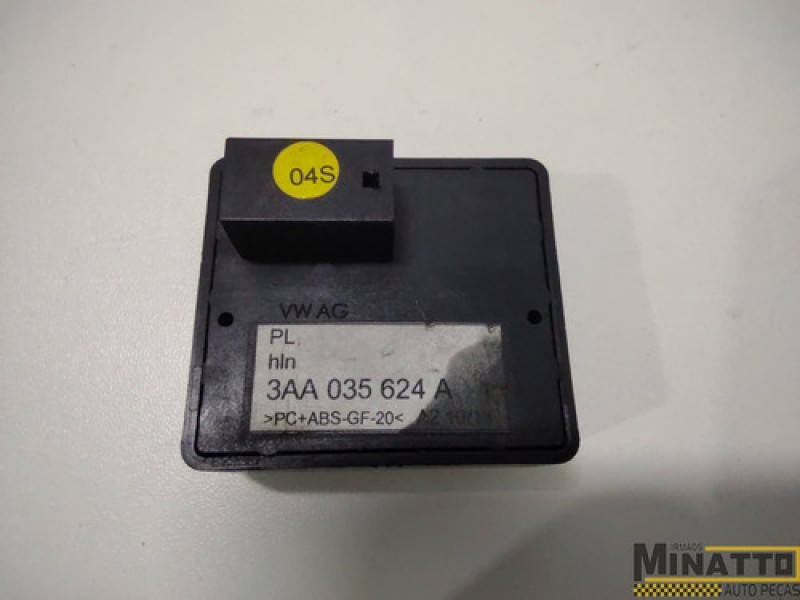 04S
VW AG
PL
hln
3AA 035 624 A
>PC+ABS-GF-20<
IRMÃOS
MINATTO
AUTO PEÇAS